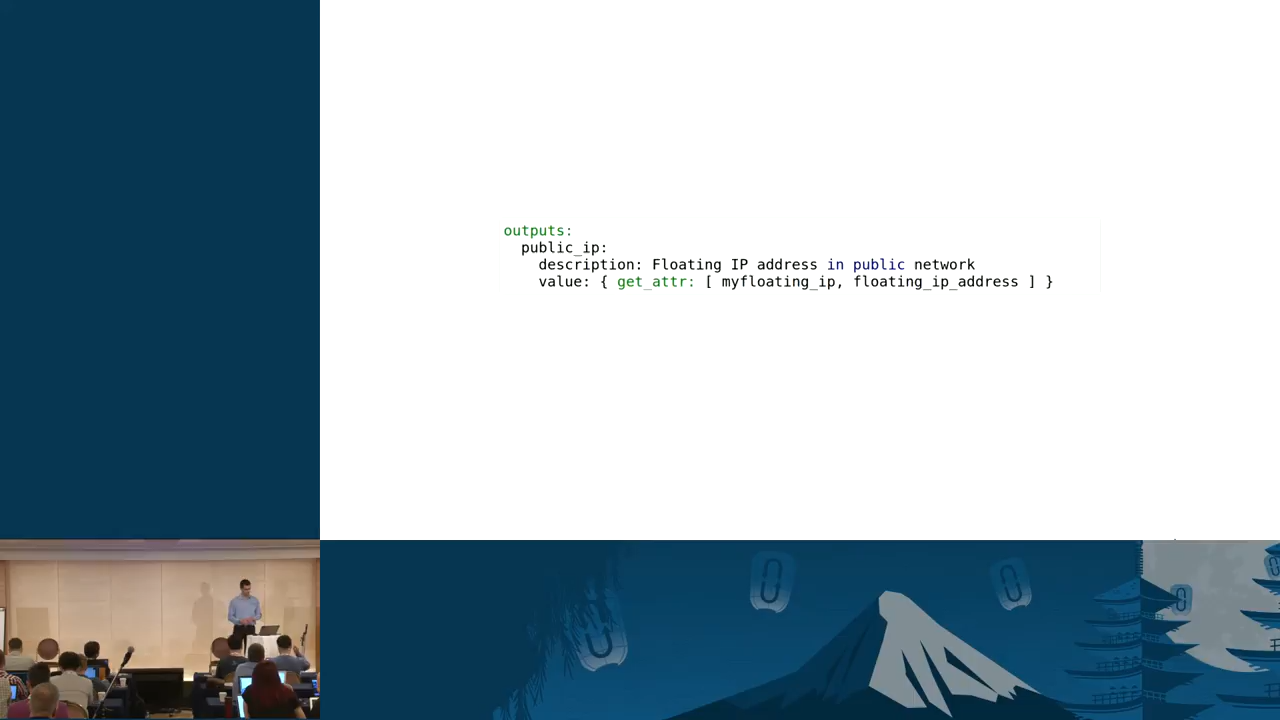 outputs:
  public_ip:
    description: Floating IP address in public network
    value: { get_attr: [ myfloating_ip, floating_ip_address ] }